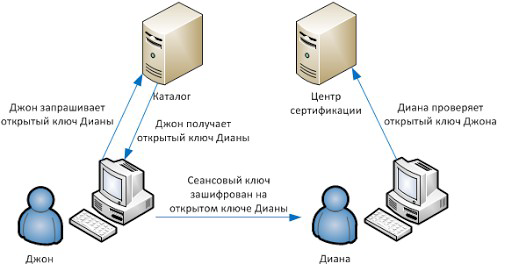 Каталог
Центр
сертификации
Джон запрашивает
открытый ключ Дианы
Джон получает
открытый ключ Дианы
Диана проверяет
открытый ключ Джона
Сеансовый ключ
зашифрован на
открытом ключе Дианы
Джон
Диана